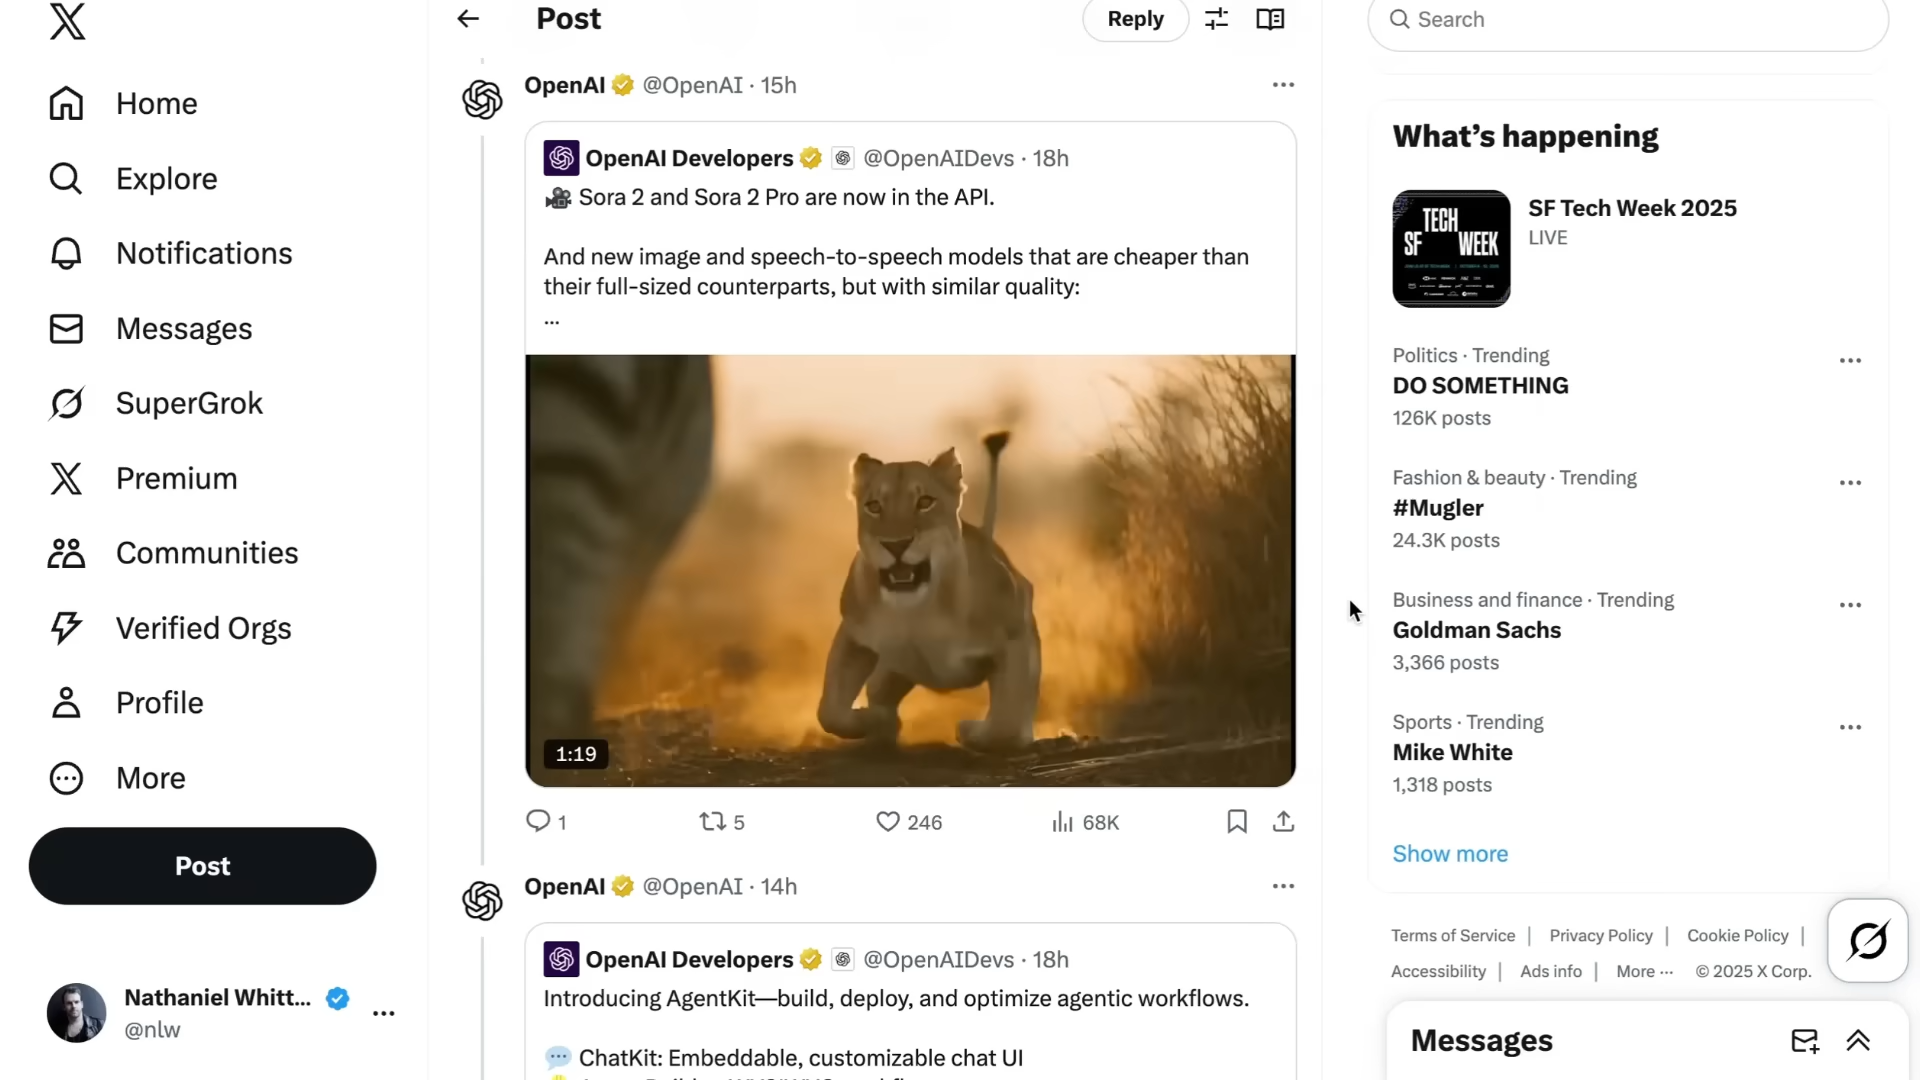 Home
Explore
Notifications
Messages
SuperGrok
Premium
Communities
Verified Orgs
Profile
More
Post
Nathaniel Whitt...
@nlw
Post
Reply
OpenAI @OpenAI · 15h
OpenAI Developers @OpenAIDevs · 18h
🎥 Sora 2 and Sora 2 Pro are now in the API.
And new image and speech-to-speech models that are cheaper than
their full-sized counterparts, but with similar quality:
...
1:19
1
5
246
68K
OpenAI @OpenAI · 14h
OpenAI Developers @OpenAIDevs · 18h
Introducing AgentKit—build, deploy, and optimize agentic workflows.
💬 ChatKit: Embeddable, customizable chat UI
Search
What’s happening
TECH
SF WEEK
SF Tech Week 2025
LIVE
Politics · Trending
DO SOMETHING
126K posts
Fashion & beauty · Trending
#Mugler
24.3K posts
Business and finance · Trending
Goldman Sachs
3,366 posts
Sports · Trending
Mike White
1,318 posts
Show more
Terms of Service | Privacy Policy | Cookie Policy |
Accessibility | Ads info | More ··· © 2025 X Corp.
Messages